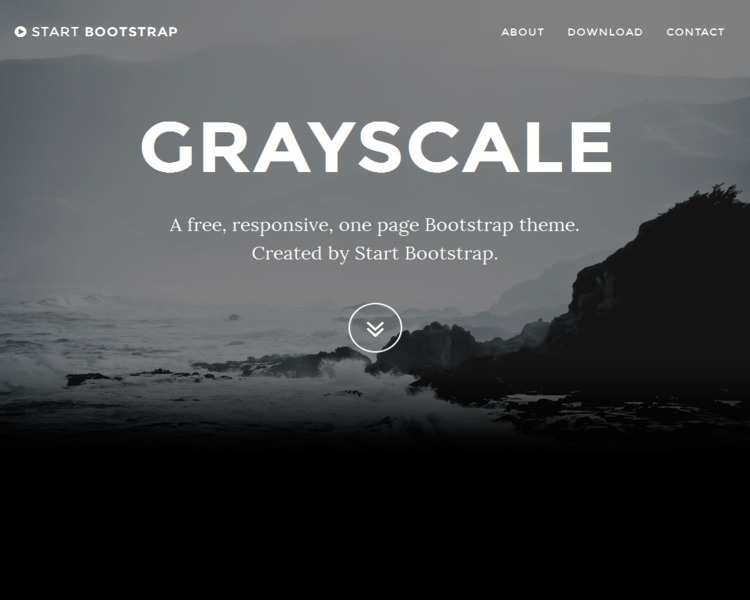 START BOOTSTRAP
ABOUT DOWNLOAD CONTACT
GRAYSCALE
A free, responsive, one page Bootstrap theme.
Created by Start Bootstrap.